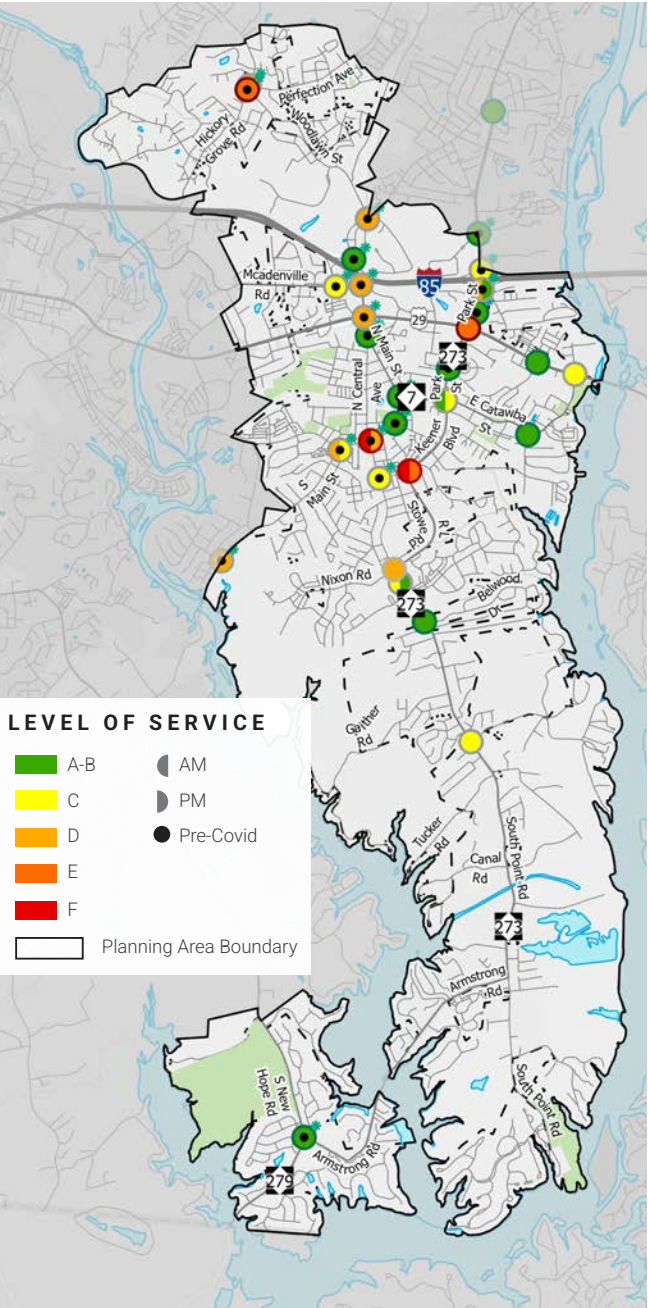 Perfection Ave
Hickory
Grove Rd
Woodlawn St
Mcadenville
Rd
85
29
Park St
N Main St
273
N Central
Ave
7
Park
St
E Catawba
St
Keener
Blvd
S
Main St
Stowe
Rd
R L
Nixon Rd
273
Belwood
Dr
LEVEL OF SERVICE
A-B
AM
C
PM
D
Pre-Covid
E
F
Planning Area Boundary
Gaither
Rd
Tucker
Rd
Canal
Rd
South Point Rd
273
Armstrong
Rd
S New
Hope Rd
South Point Rd
Armstrong Rd
279